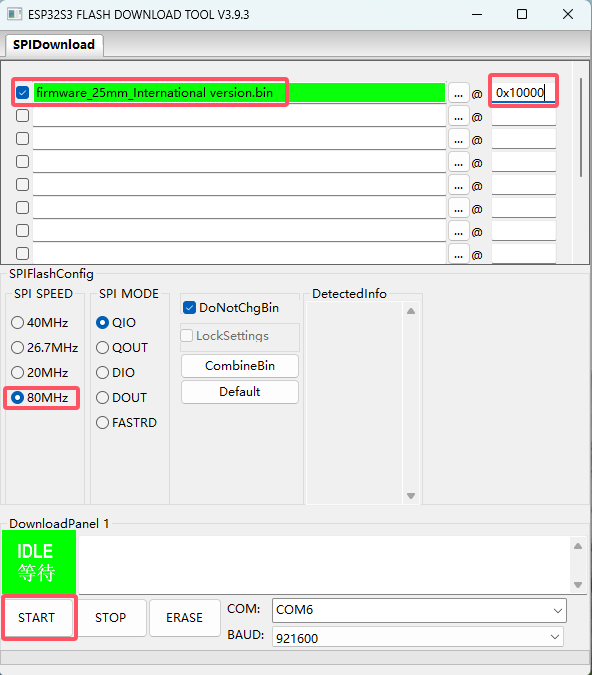 ESP32S3 FLASH DOWNLOAD TOOL V3.9.3
SPIDownload
firmware_25mm_International version.bin ... @ 0x10000
... @
... @
... @
... @
... @
... @
... @
SPIFlashConfig
SPI SPEED
40MHz
26.7MHz
20MHz
80MHz
SPI MODE
QIO
QOUT
DIO
DOUT
FASTRD
DoNotChgBin
LockSettings
CombineBin
Default
DetectedInfo
DownloadPanel 1
IDLE
等待
START STOP ERASE
COM: COM6
BAUD: 921600